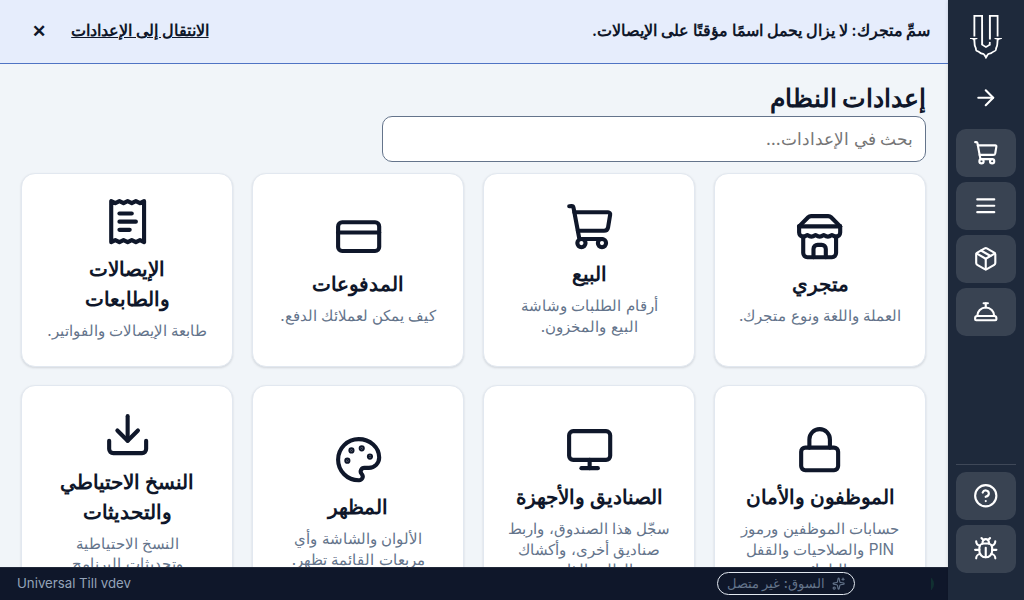 سمِّ متجرك: لا يزال يحمل اسمًا مؤقتًا على الإيصالات.
الانتقال إلى الإعدادات
إعدادات النظام
بحث في الإعدادات...
متجري
العملة واللغة ونوع متجرك.
البيع
أرقام الطلبات وشاشة
البيع والمخزون.
المدفوعات
كيف يمكن لعملائك الدفع.
الإيصالات
والطابعات
طابعة الإيصالات والفواتير.
الموظفون والأمان
حسابات الموظفين ورموز
PIN والصلاحيات والقفل
الصناديق والأجهزة
سجّل هذا الصندوق، واربط
صناديق أخرى، وأكشاك
المظهر
الألوان والشاشة وأي
مربعات القائمة تظهر.
النسخ الاحتياطي
والتحديثات
النسخ الاحتياطية
وتحديثات البرنامج
السوق: غير متصل
Universal Till vdev